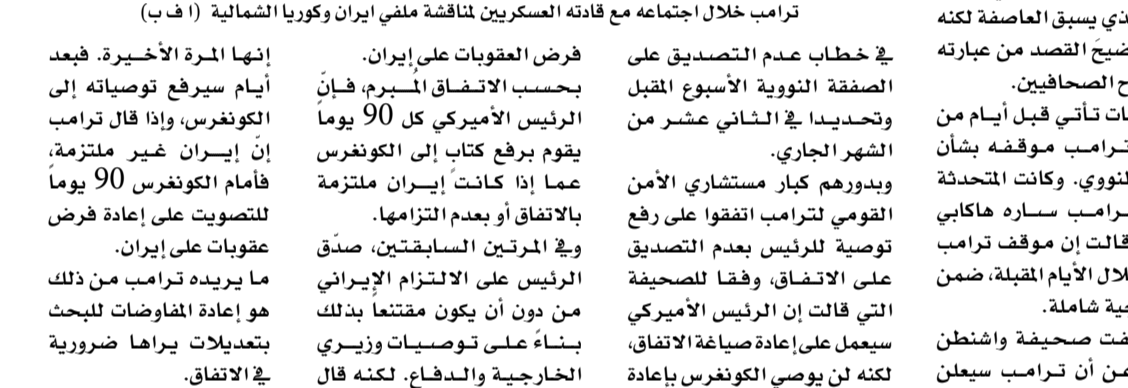 ترامب خلال اجتماعه مع قادته العسكريين لمناقشة ملفي ايران وكوريا الشمالية (ا ف ب)
يسبق العاصفة لكنه
القصد من عبارته
الصحافيين.
تأتي قبل أيام من
ترامب موقفه بشأن
وكانت المتحدثة
ساره هاكابي
قالت إن موقف ترامب
الأيام المقبلة، ضمن
شاملة.
صحيفة واشنطن
من أن ترامب سيعلن
في خطاب عدم التصديق على
الصفقة النووية الأسبوع المقبل
وتحديدا في الثاني عشر من
الشهر الجاري.
وبدورهم كبار مستشاري الأمن
القومي لترامب اتفقوا على رفع
توصية للرئيس بعدم التصديق
على الاتفاق، وفقا للصحيفة
التي قالت إن الرئيس الأميركي
سيعمل على إعادة صياغة الاتفاق،
لكنه لن يوصي الكونغرس بإعادة
فرض العقوبات على إيران.
بحسب الاتفاق المُبرم، فإنّ
الرئيس الأميركي كل 90 يوماً
يقوم برفع كتاب إلى الكونغرس
عما إذا كانت إيران ملتزمة
بالاتفاق أو بعدم التزامها.
وفي المرتين السابقتين، صدّق
الرئيس على الالتزام الإيراني
من دون أن يكون مقتنعاً بذلك
بناءً على توصيات وزيري
الخارجية والدفاع. لكنه قال
إنها المرة الأخيرة. فبعد
أيام سيرفع توصياته إلى
الكونغرس، وإذا قال ترامب
إنّ إيران غير ملتزمة،
فأمام الكونغرس 90 يوماً
للتصويت على إعادة فرض
عقوبات على إيران.
ما يريده ترامب من ذلك
هو إعادة المفاوضات للبحث
بتعديلات يراها ضرورية
في الاتفاق.